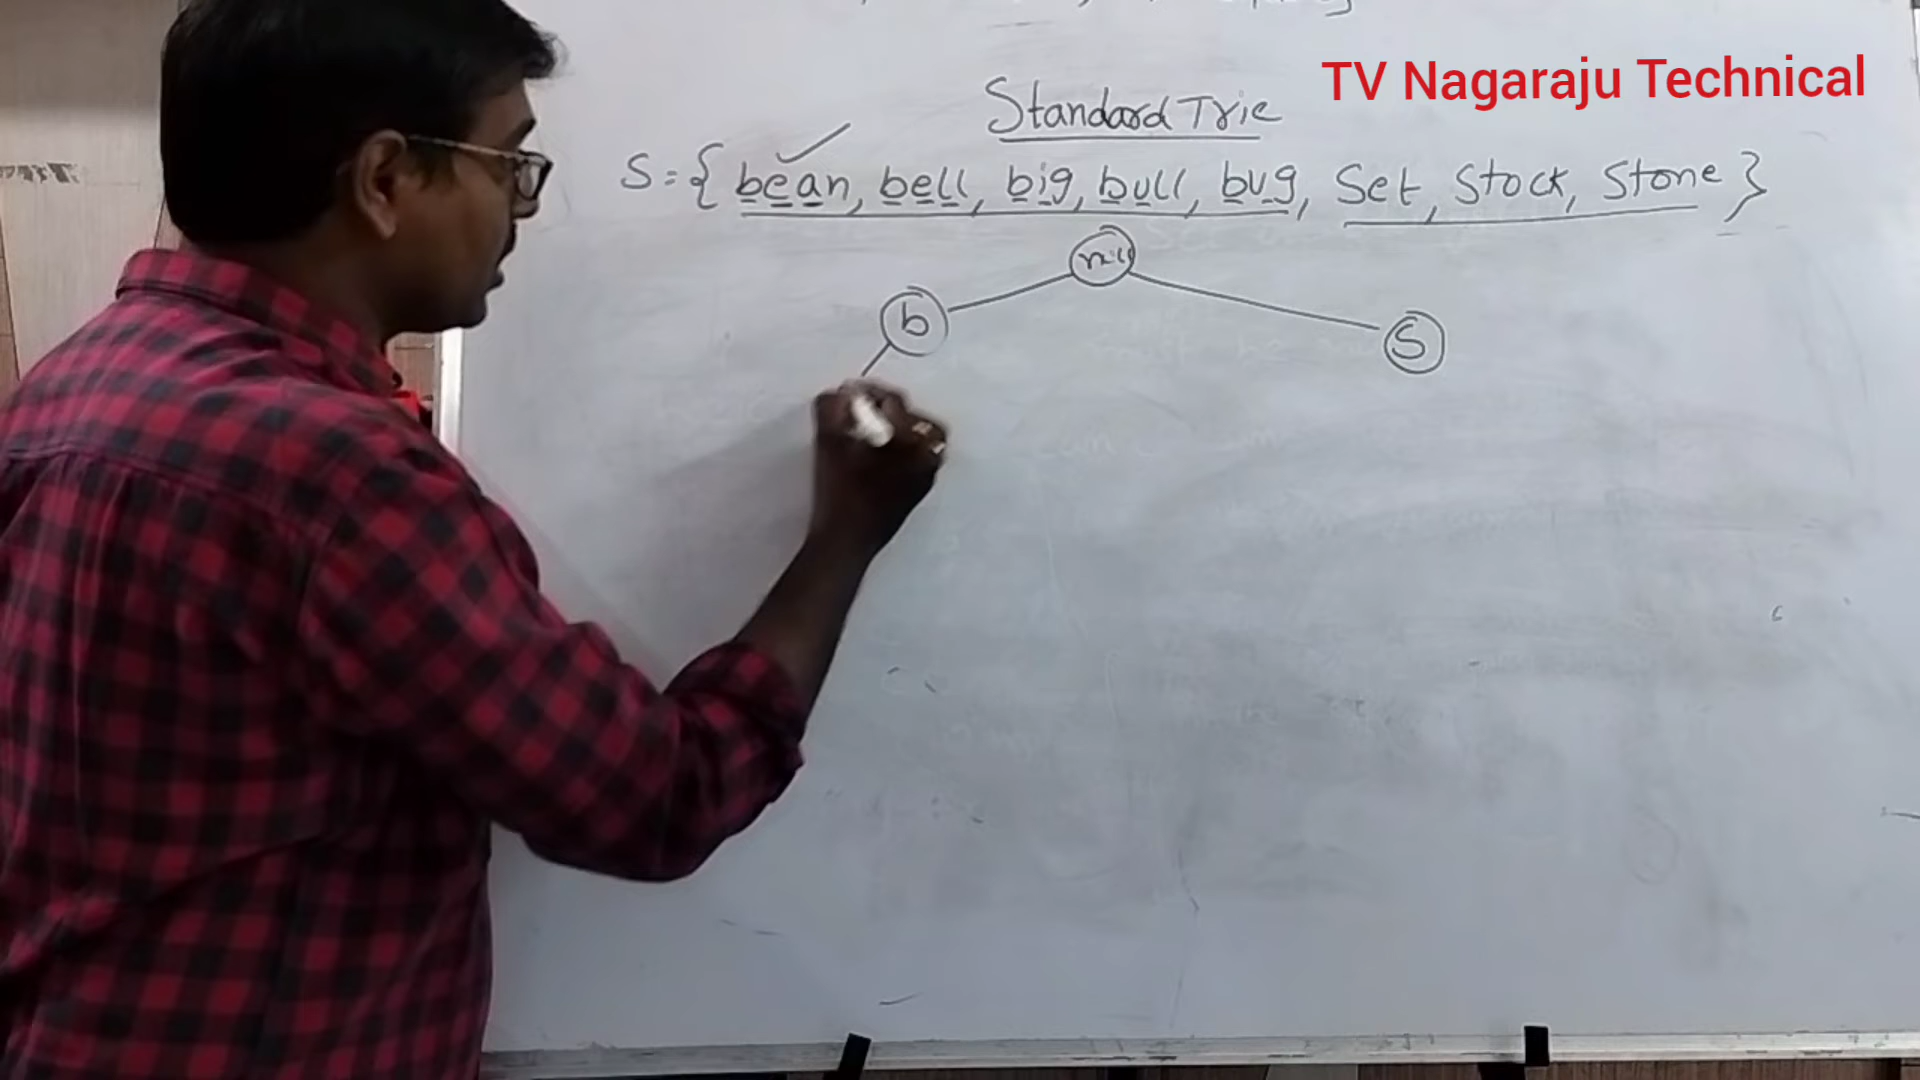 TV Nagaraju Technical
Standard Trie
S = { bean, bell, big, bull, bug, Set, Stock, Stone }
b
S